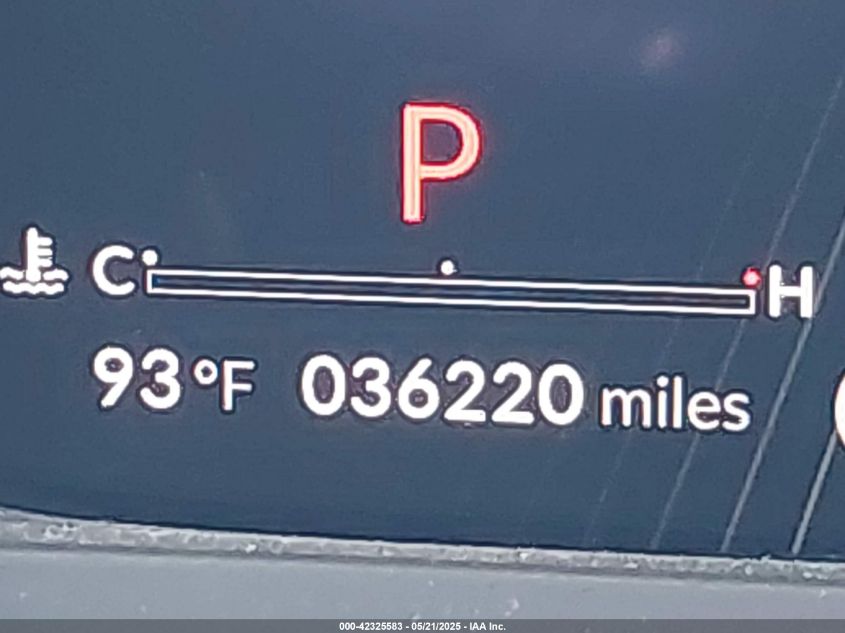 P
C H
93 °F 036220 miles
000-42325583 - 05/21/2025 - IAA Inc.